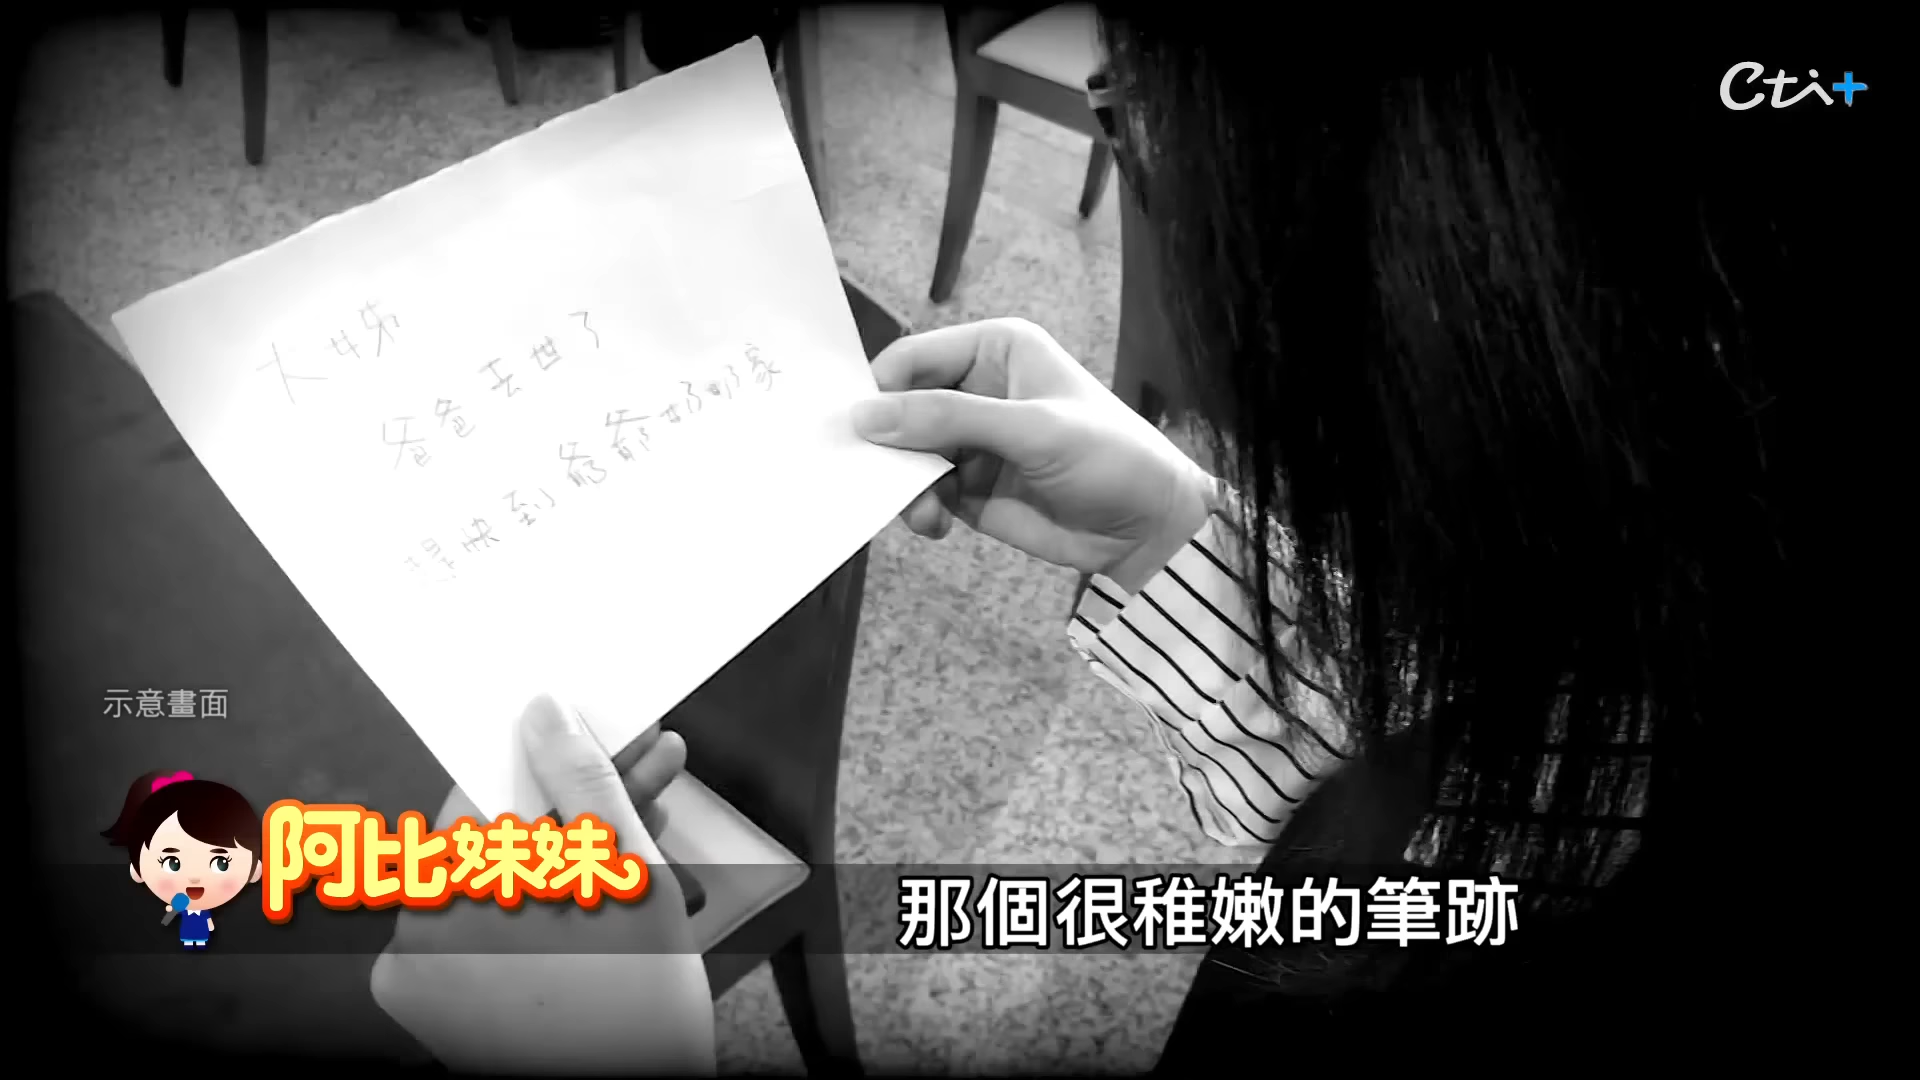 Cti+
大姊
爸爸去世了
趕快到爺爺奶奶家
示意畫面
阿比妹妹
那個很稚嫩的筆跡